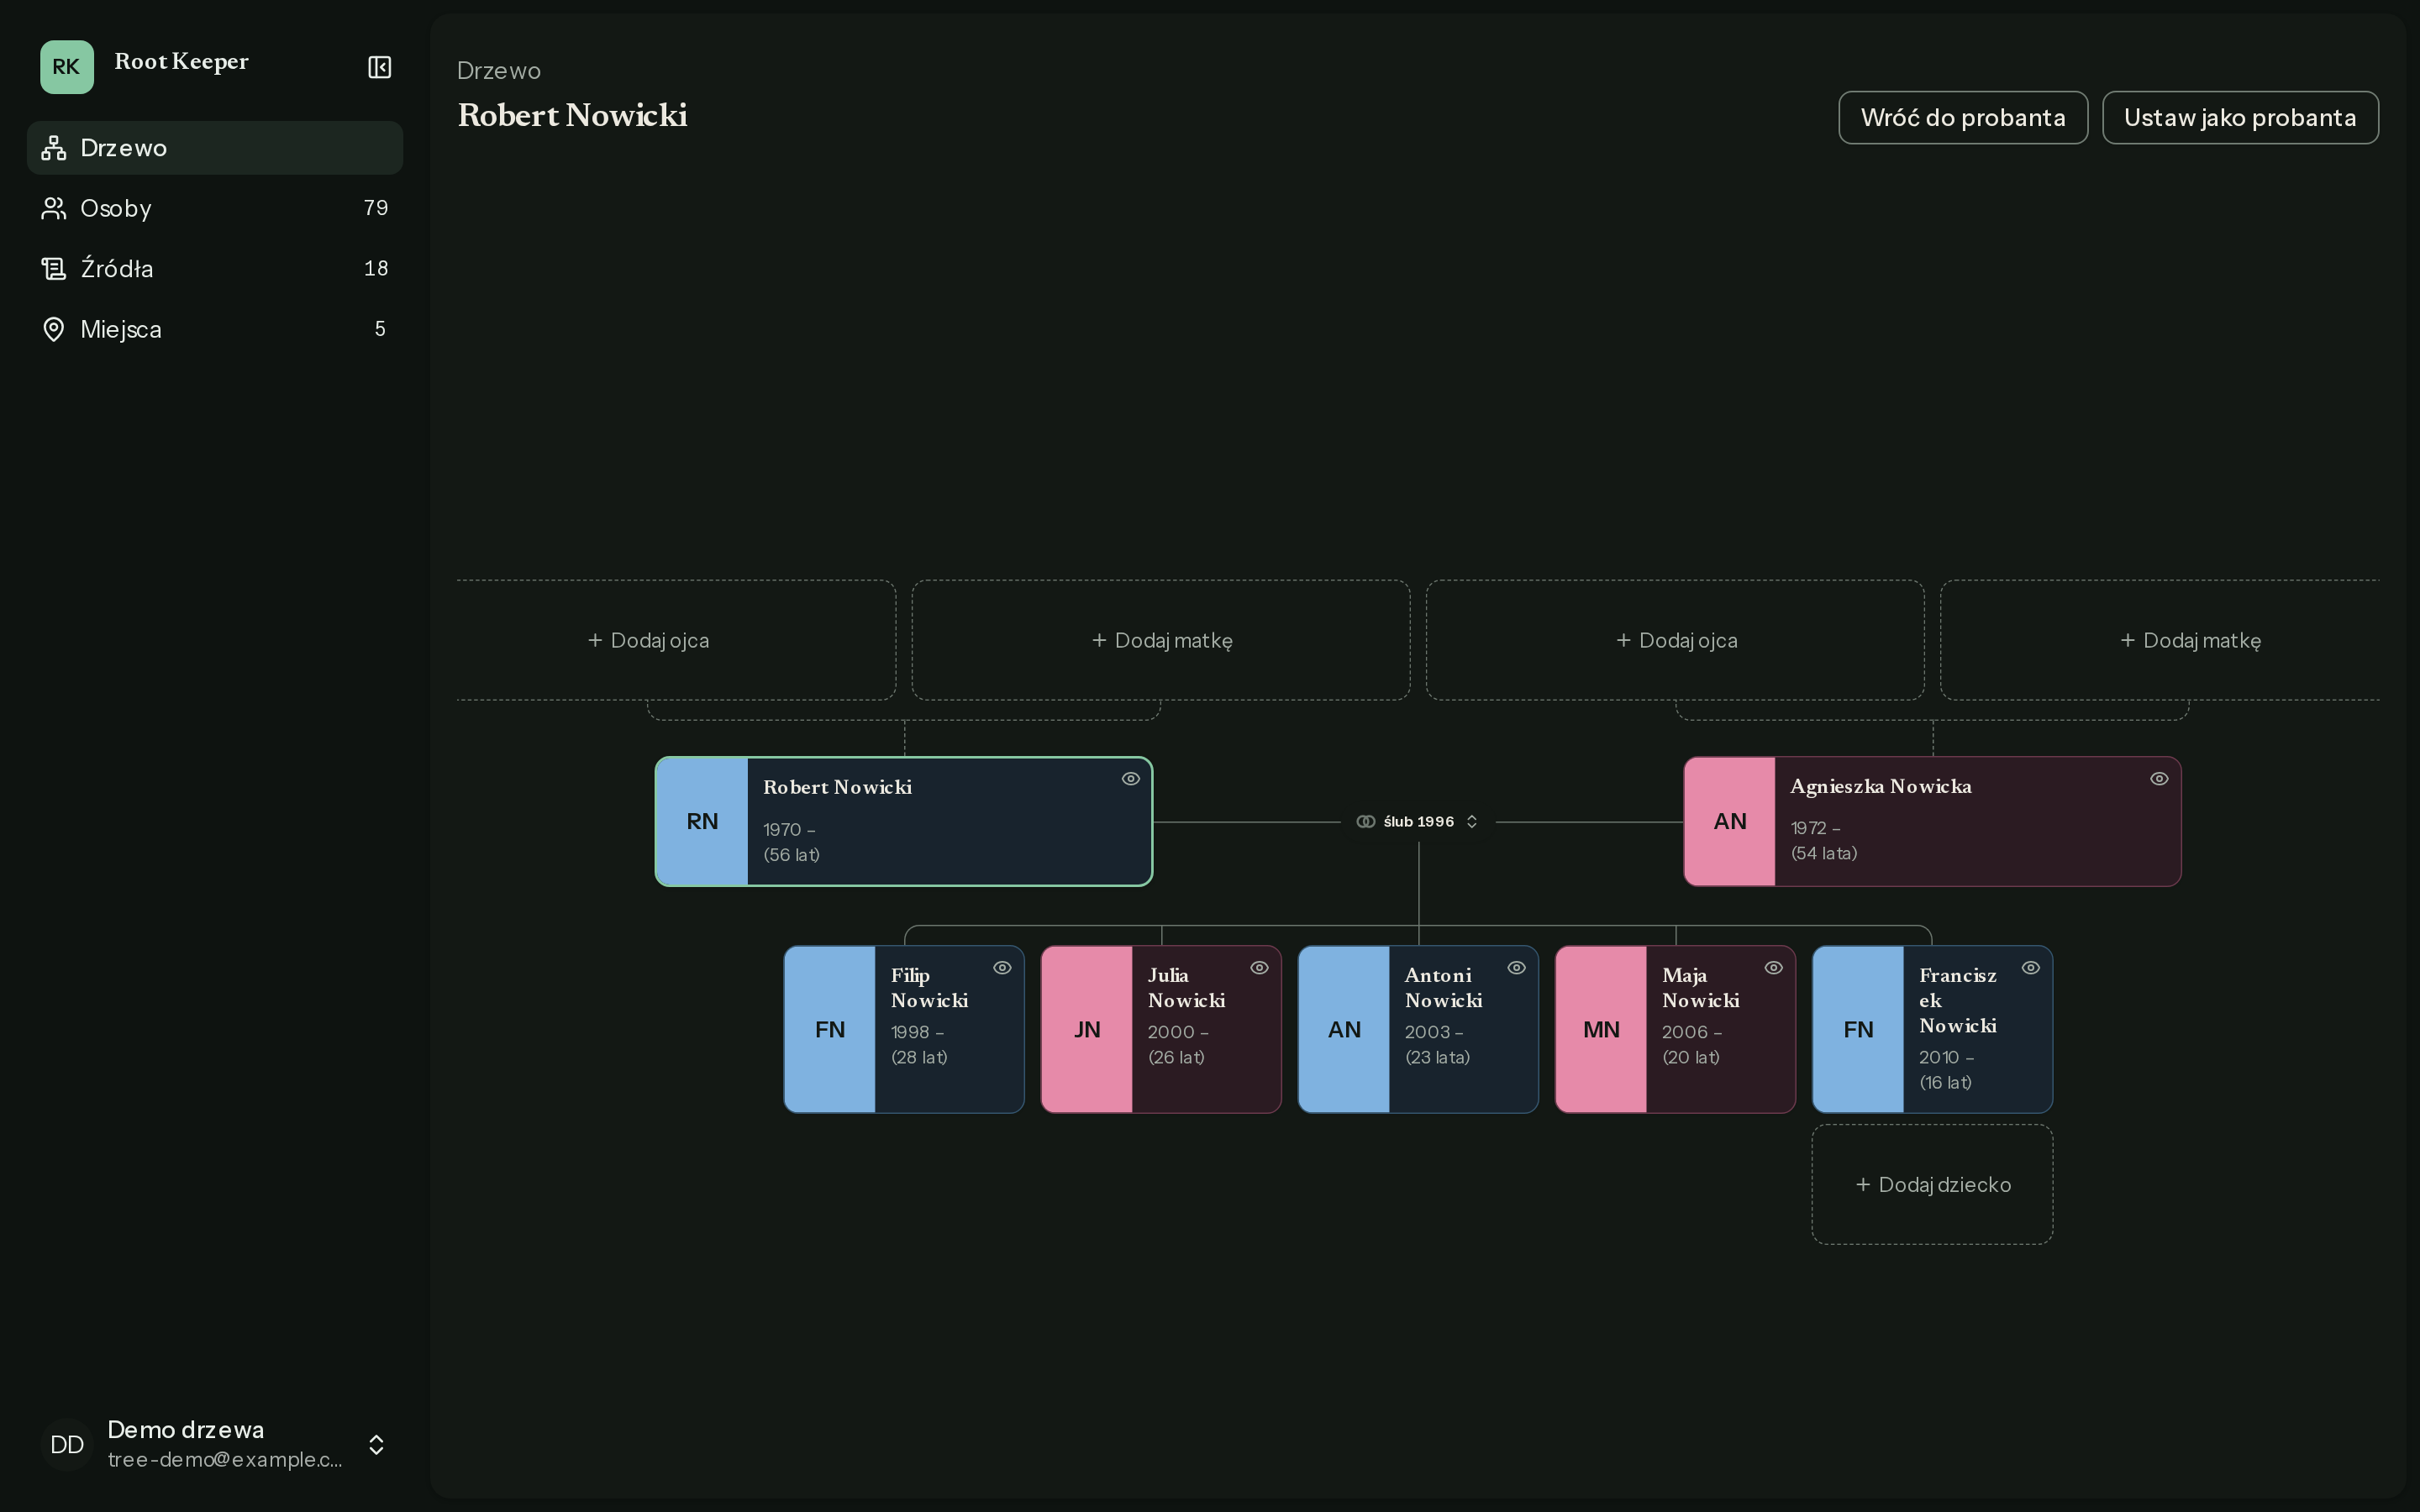 RK
Root Keeper
Drzewo
Osoby 79
Źródła 18
Miejsca 5
DD
Demo drzewa
tree-demo@example.c...
Drzewo
Robert Nowicki
Wróć do probanta
Ustaw jako probanta
+ Dodaj ojca
+ Dodaj matkę
+ Dodaj ojca
+ Dodaj matkę
RN
Robert Nowicki
1970 –
(56 lat)
ślub 1996
AN
Agnieszka Nowicka
1972 –
(54 lata)
FN
Filip
Nowicki
1998 –
(28 lat)
JN
Julia
Nowicki
2000 –
(26 lat)
AN
Antoni
Nowicki
2003 –
(23 lata)
MN
Maja
Nowicki
2006 –
(20 lat)
FN
Francisz
ek
Nowicki
2010 –
(16 lat)
+ Dodaj dziecko